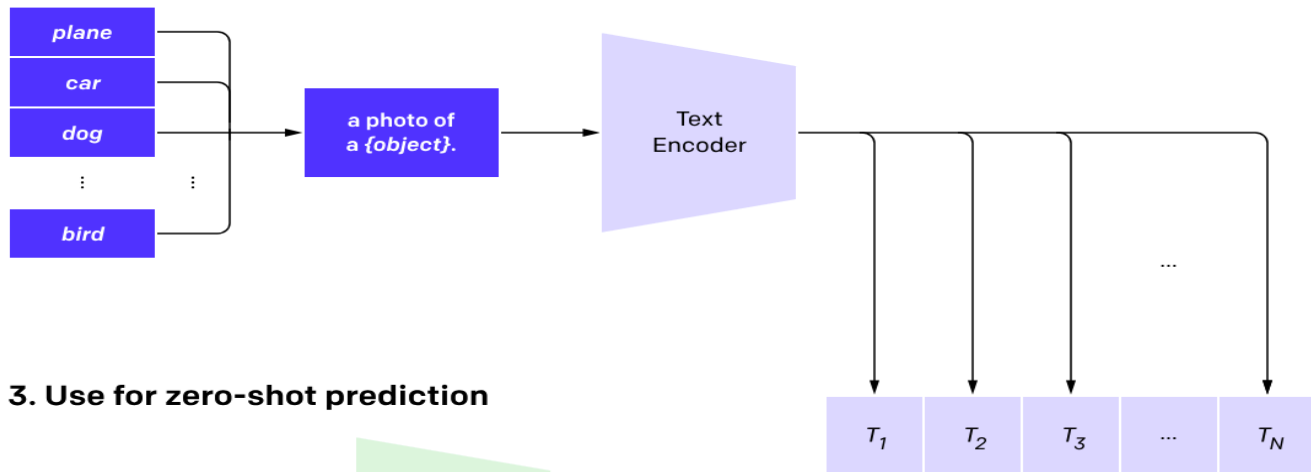 plane
car
dog
⋮ ⋮
bird
a photo of
a {object}.
Text
Encoder
...
3. Use for zero-shot prediction
T1 T2 T3 ... TN